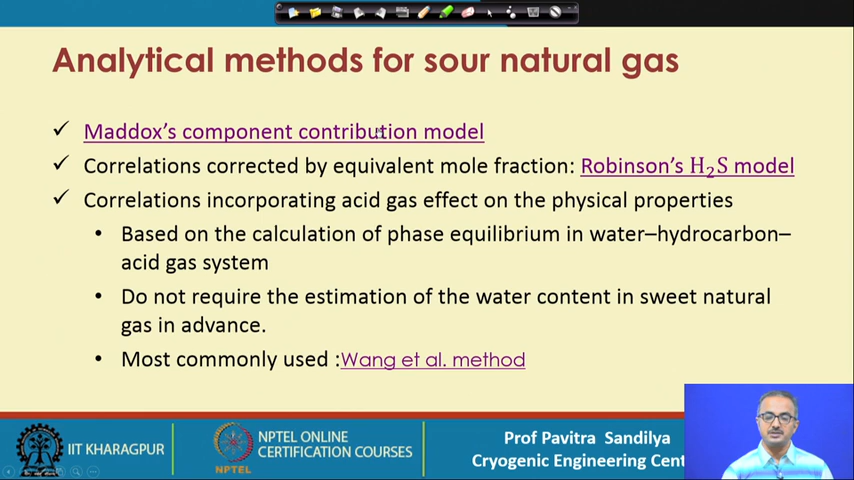 Analytical methods for sour natural gas
✓ Maddox's component contribution model
✓ Correlations corrected by equivalent mole fraction: Robinson's H₂S model
✓ Correlations incorporating acid gas effect on the physical properties
• Based on the calculation of phase equilibrium in water–hydrocarbon–
acid gas system
• Do not require the estimation of the water content in sweet natural
gas in advance.
• Most commonly used :Wang et al. method
IIT KHARAGPUR
NPTEL
NPTEL ONLINE
CERTIFICATION COURSES
Prof Pavitra Sandilya
Cryogenic Engineering Cent